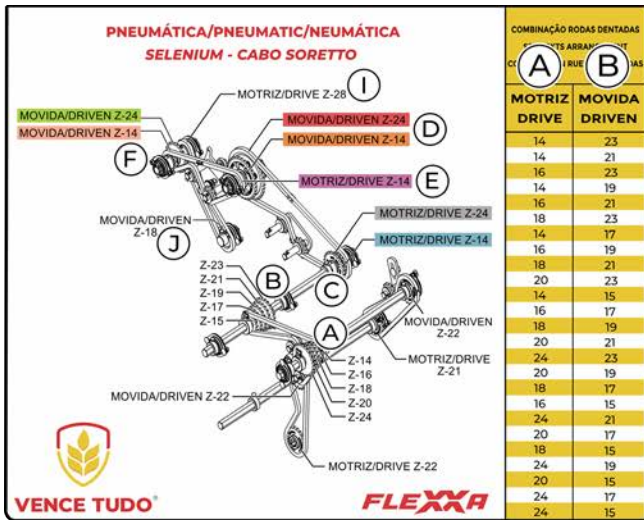 PNEUMÁTICA/PNEUMATIC/NEUMÁTICA
SELENIUM - CABO SORETTO
MOTRIZ/DRIVE Z-28
I
MOVIDA/DRIVEN Z-24
MOVIDA/DRIVEN Z-14
F
MOVIDA/DRIVEN Z-24
MOVIDA/DRIVEN Z-14
D
MOTRIZ/DRIVE Z-14
E
MOVIDA/DRIVEN
Z-18
J
MOTRIZ/DRIVE Z-24
MOTRIZ/DRIVE Z-14
C
B
Z-23
Z-21
Z-19
Z-17
Z-15
A
MOVIDA/DRIVEN
Z-22
MOTRIZ/DRIVE
Z-21
Z-14
Z-16
Z-18
Z-20
Z-24
MOVIDA/DRIVEN Z-22
MOTRIZ/DRIVE Z-22
VENCE TUDO®
FLEXXA
COMBINAÇÃO RODAS DENTADAS
A B
MOTRIZ MOVIDA
DRIVE DRIVEN
14 23
14 21
16 23
14 19
16 21
18 23
14 17
16 19
18 21
20 23
14 15
16 17
18 19
20 21
24 23
20 19
18 17
16 15
24 21
20 17
18 15
24 19
20 15
24 17
24 15